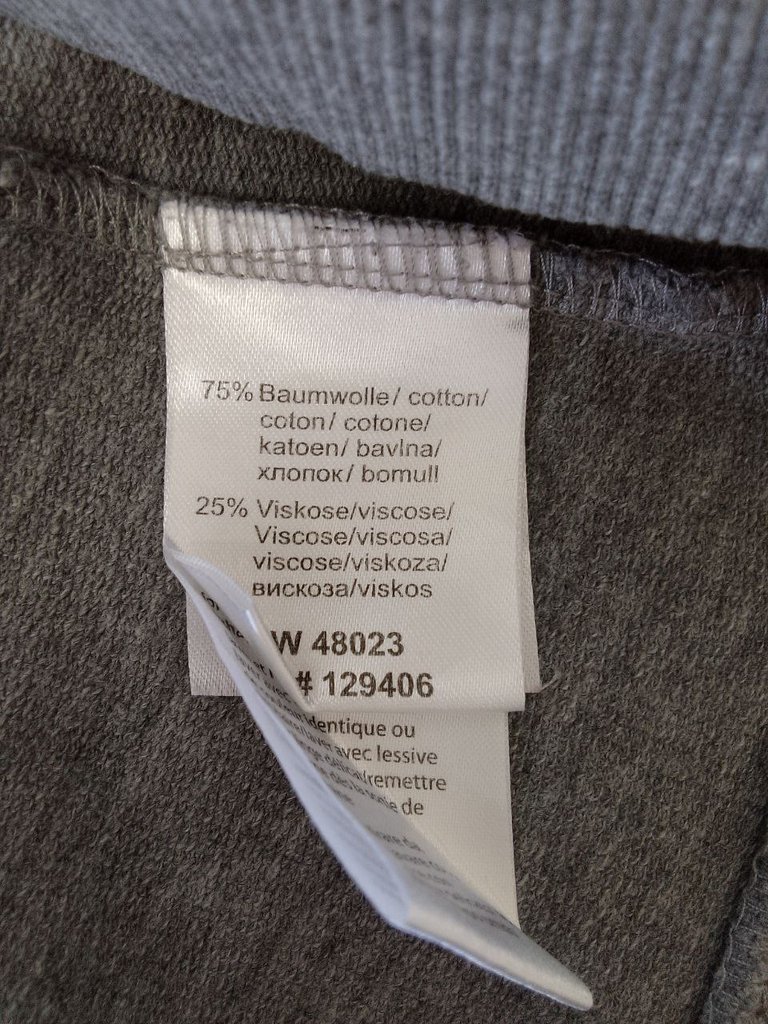 75% Baumwolle/ cotton/
coton/ cotone/
katoen/ bavlna/
хлопок/ bomull
25% Viskose/viscose/
Viscose/viscosa/
viscose/viskoza/
вискоза/viskos
W 48023
# 129406
identique ou
avec lessive
/remettre
de